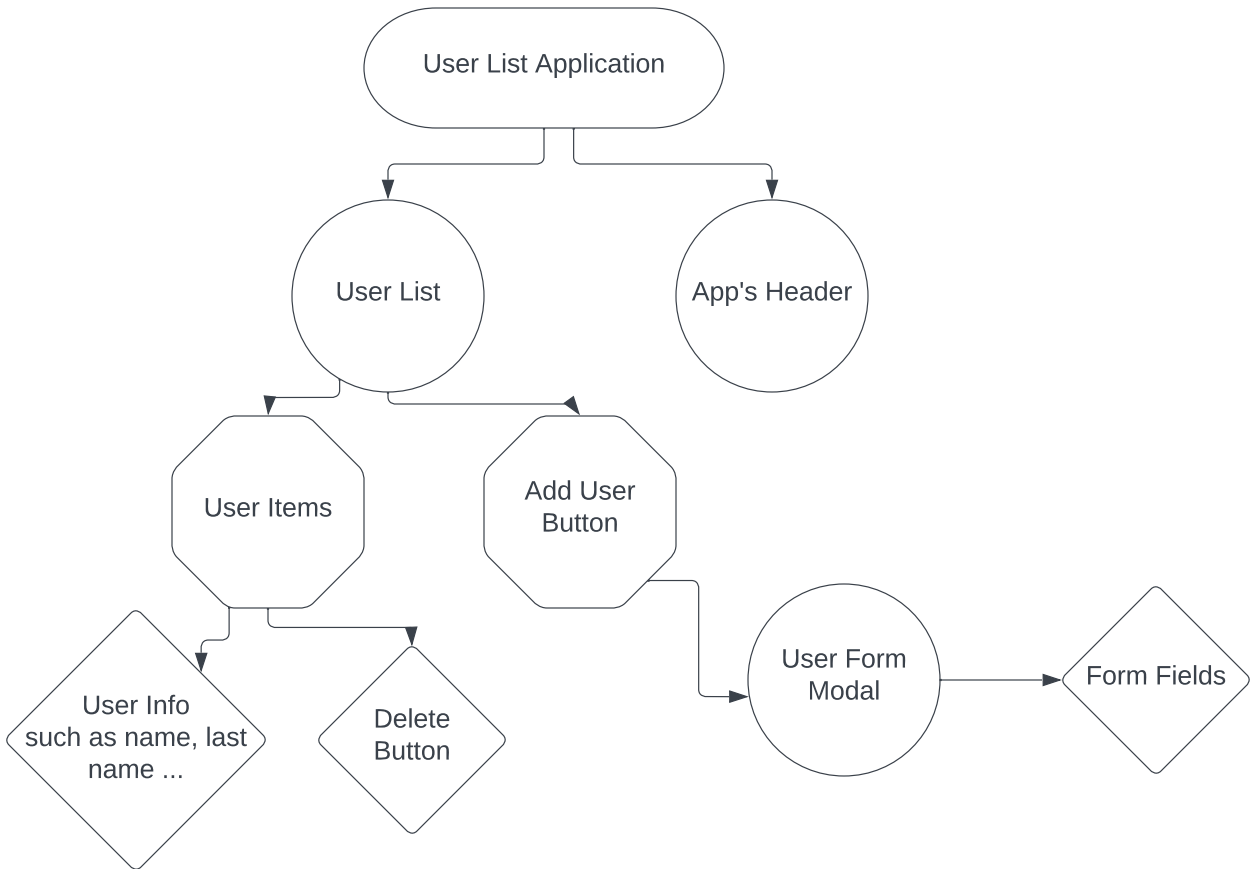 User List Application
User List
App's Header
User Items
Add User
Button
User Info
such as name, last
name ...
Delete
Button
User Form
Modal
Form Fields